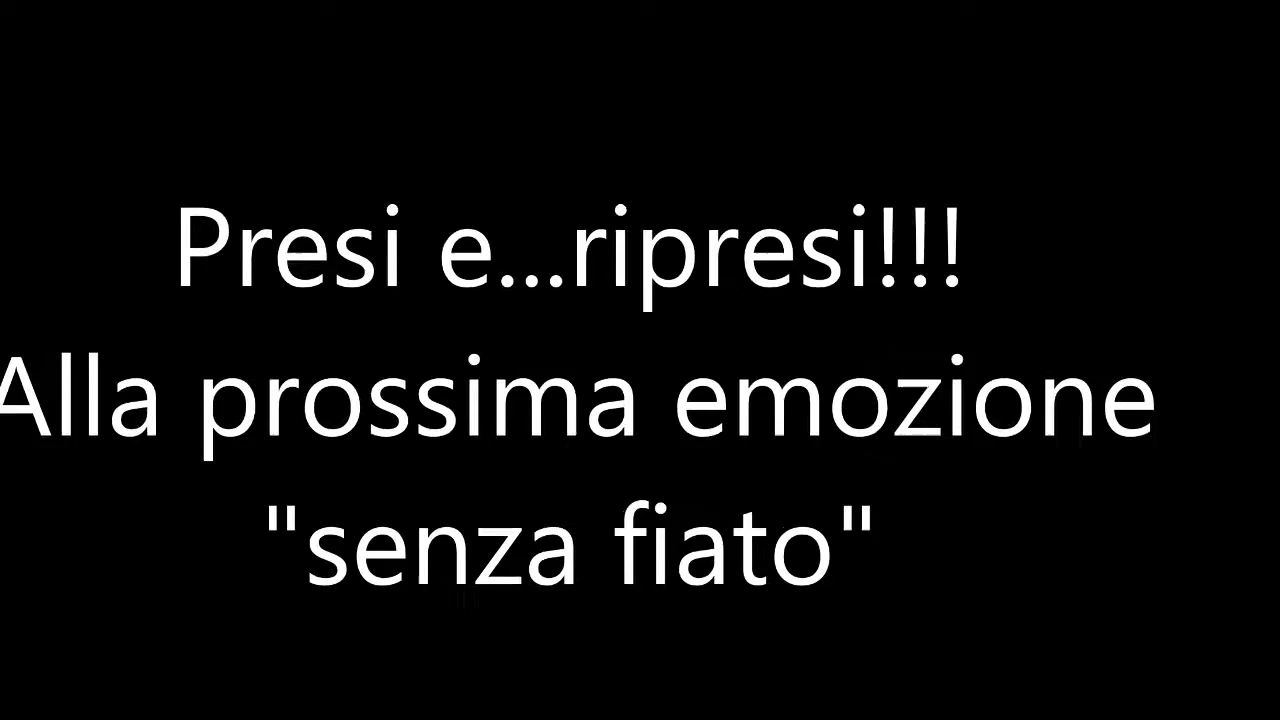 Presi e...ripresi!!!
Alla prossima emozione
"senza fiato"